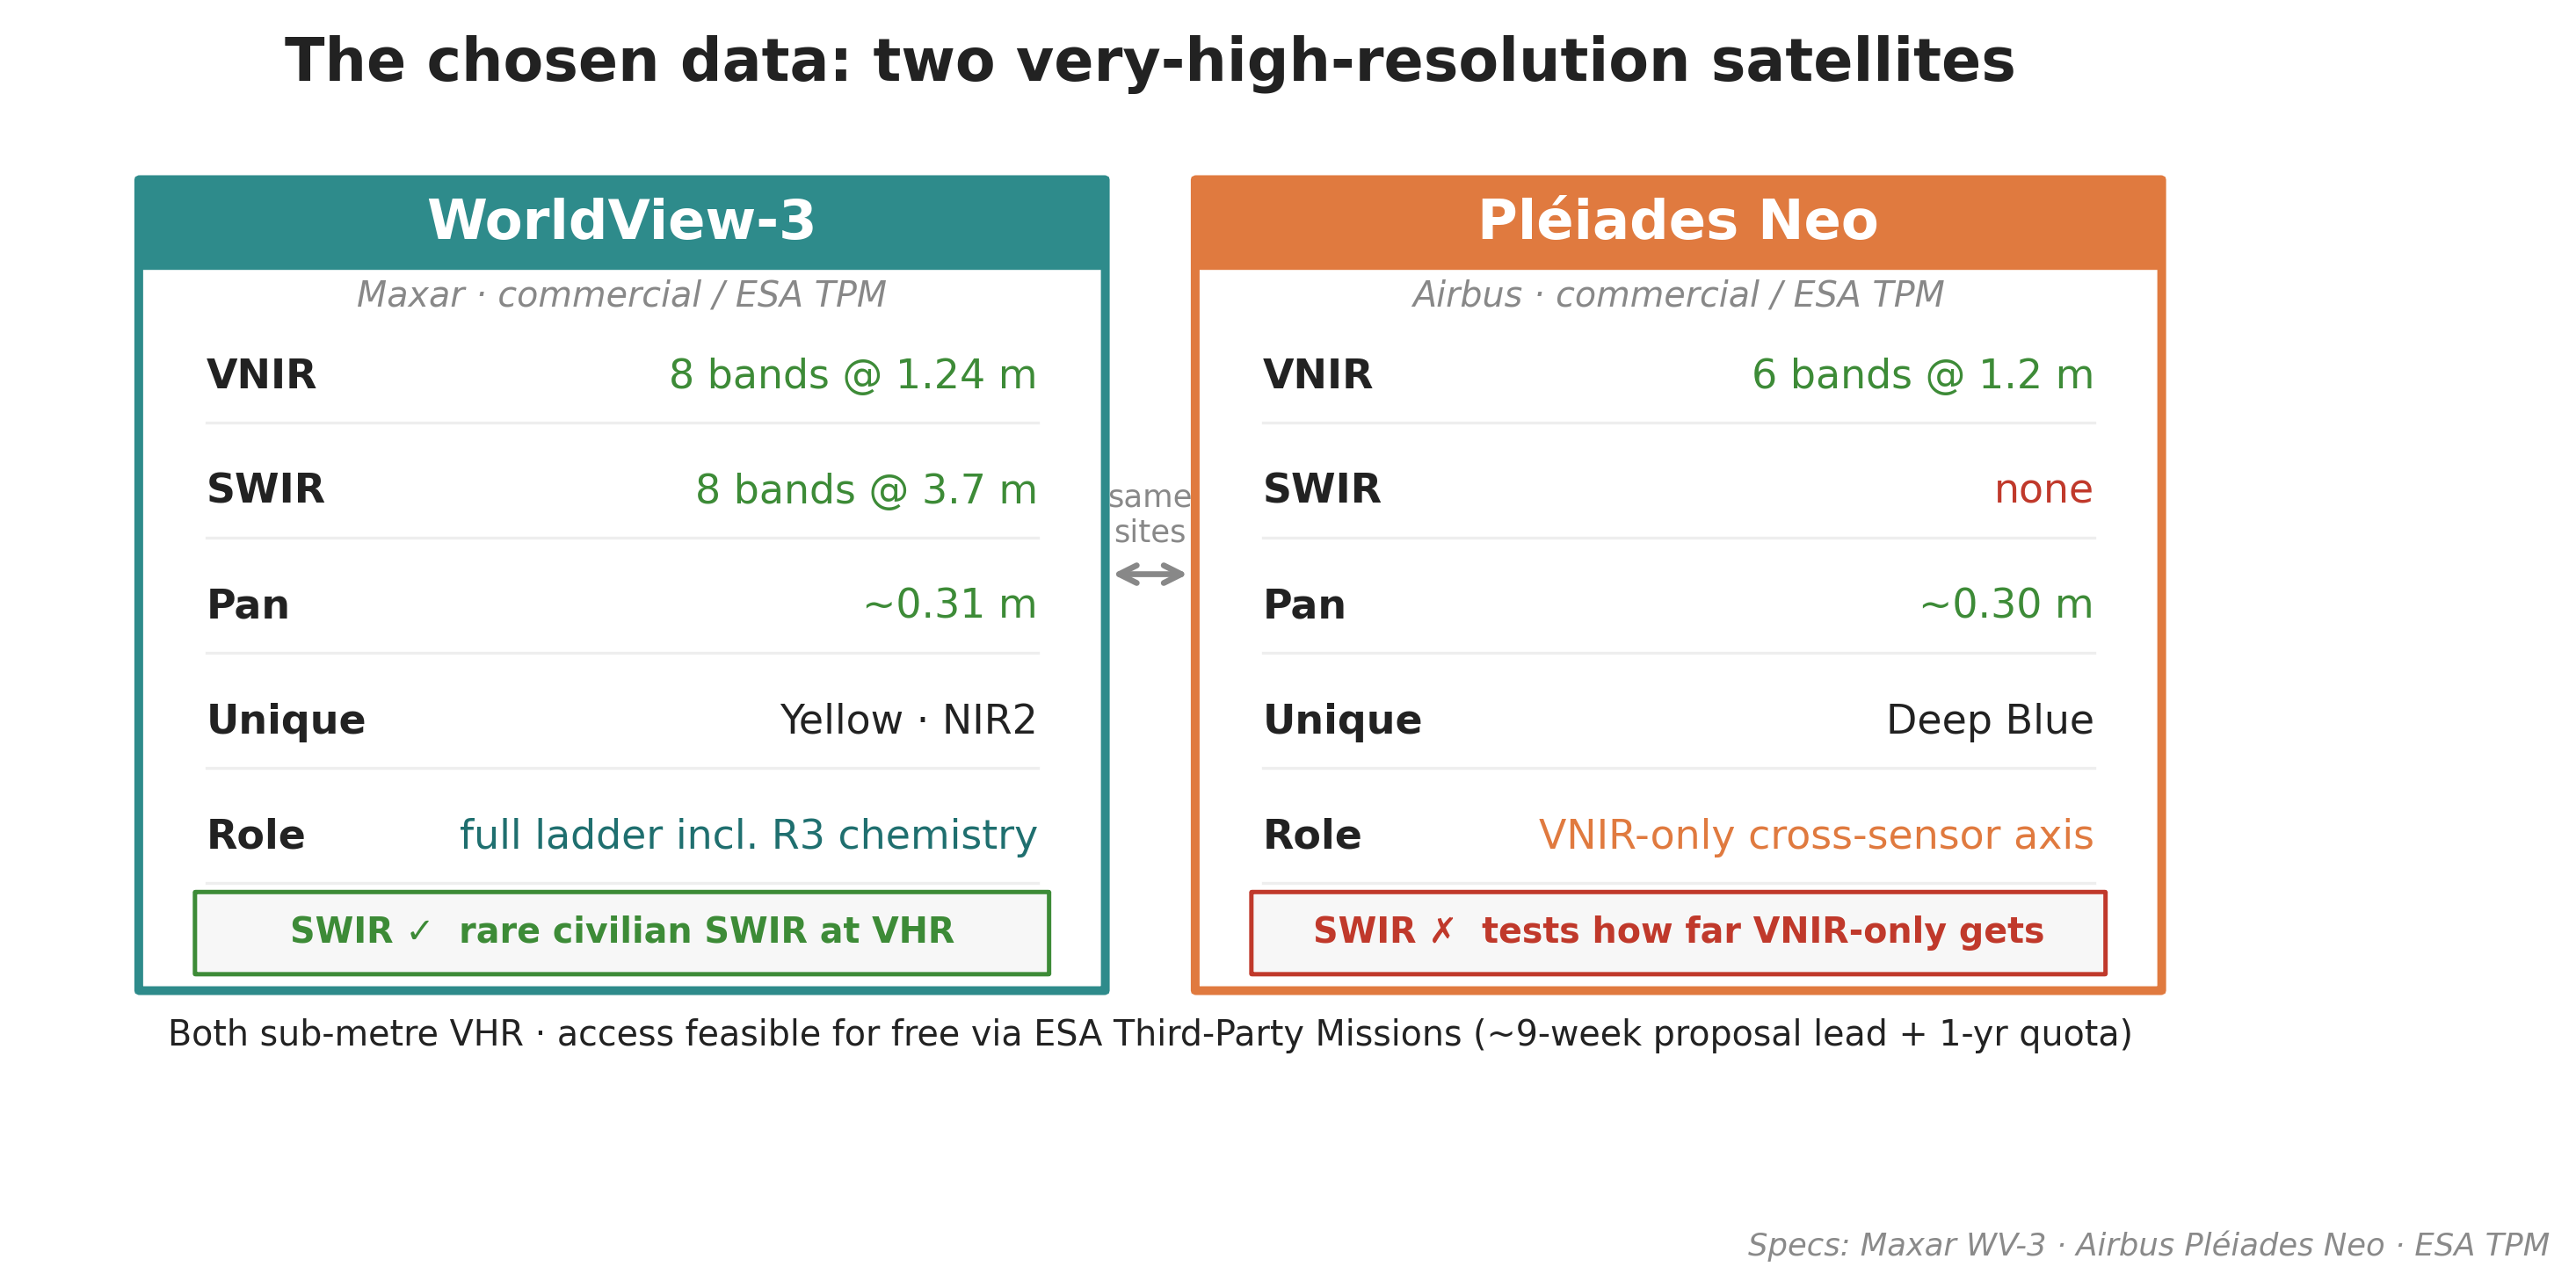 The chosen data: two very-high-resolution satellites
WorldView-3
Maxar · commercial / ESA TPM
VNIR 8 bands @ 1.24 m
SWIR 8 bands @ 3.7 m
Pan ~0.31 m
Unique Yellow · NIR2
Role full ladder incl. R3 chemistry
SWIR ✓ rare civilian SWIR at VHR
same
sites
Pléiades Neo
Airbus · commercial / ESA TPM
VNIR 6 bands @ 1.2 m
SWIR none
Pan ~0.30 m
Unique Deep Blue
Role VNIR-only cross-sensor axis
SWIR ✗ tests how far VNIR-only gets
Both sub-metre VHR · access feasible for free via ESA Third-Party Missions (~9-week proposal lead + 1-yr quota)
Specs: Maxar WV-3 · Airbus Pléiades Neo · ESA TPM